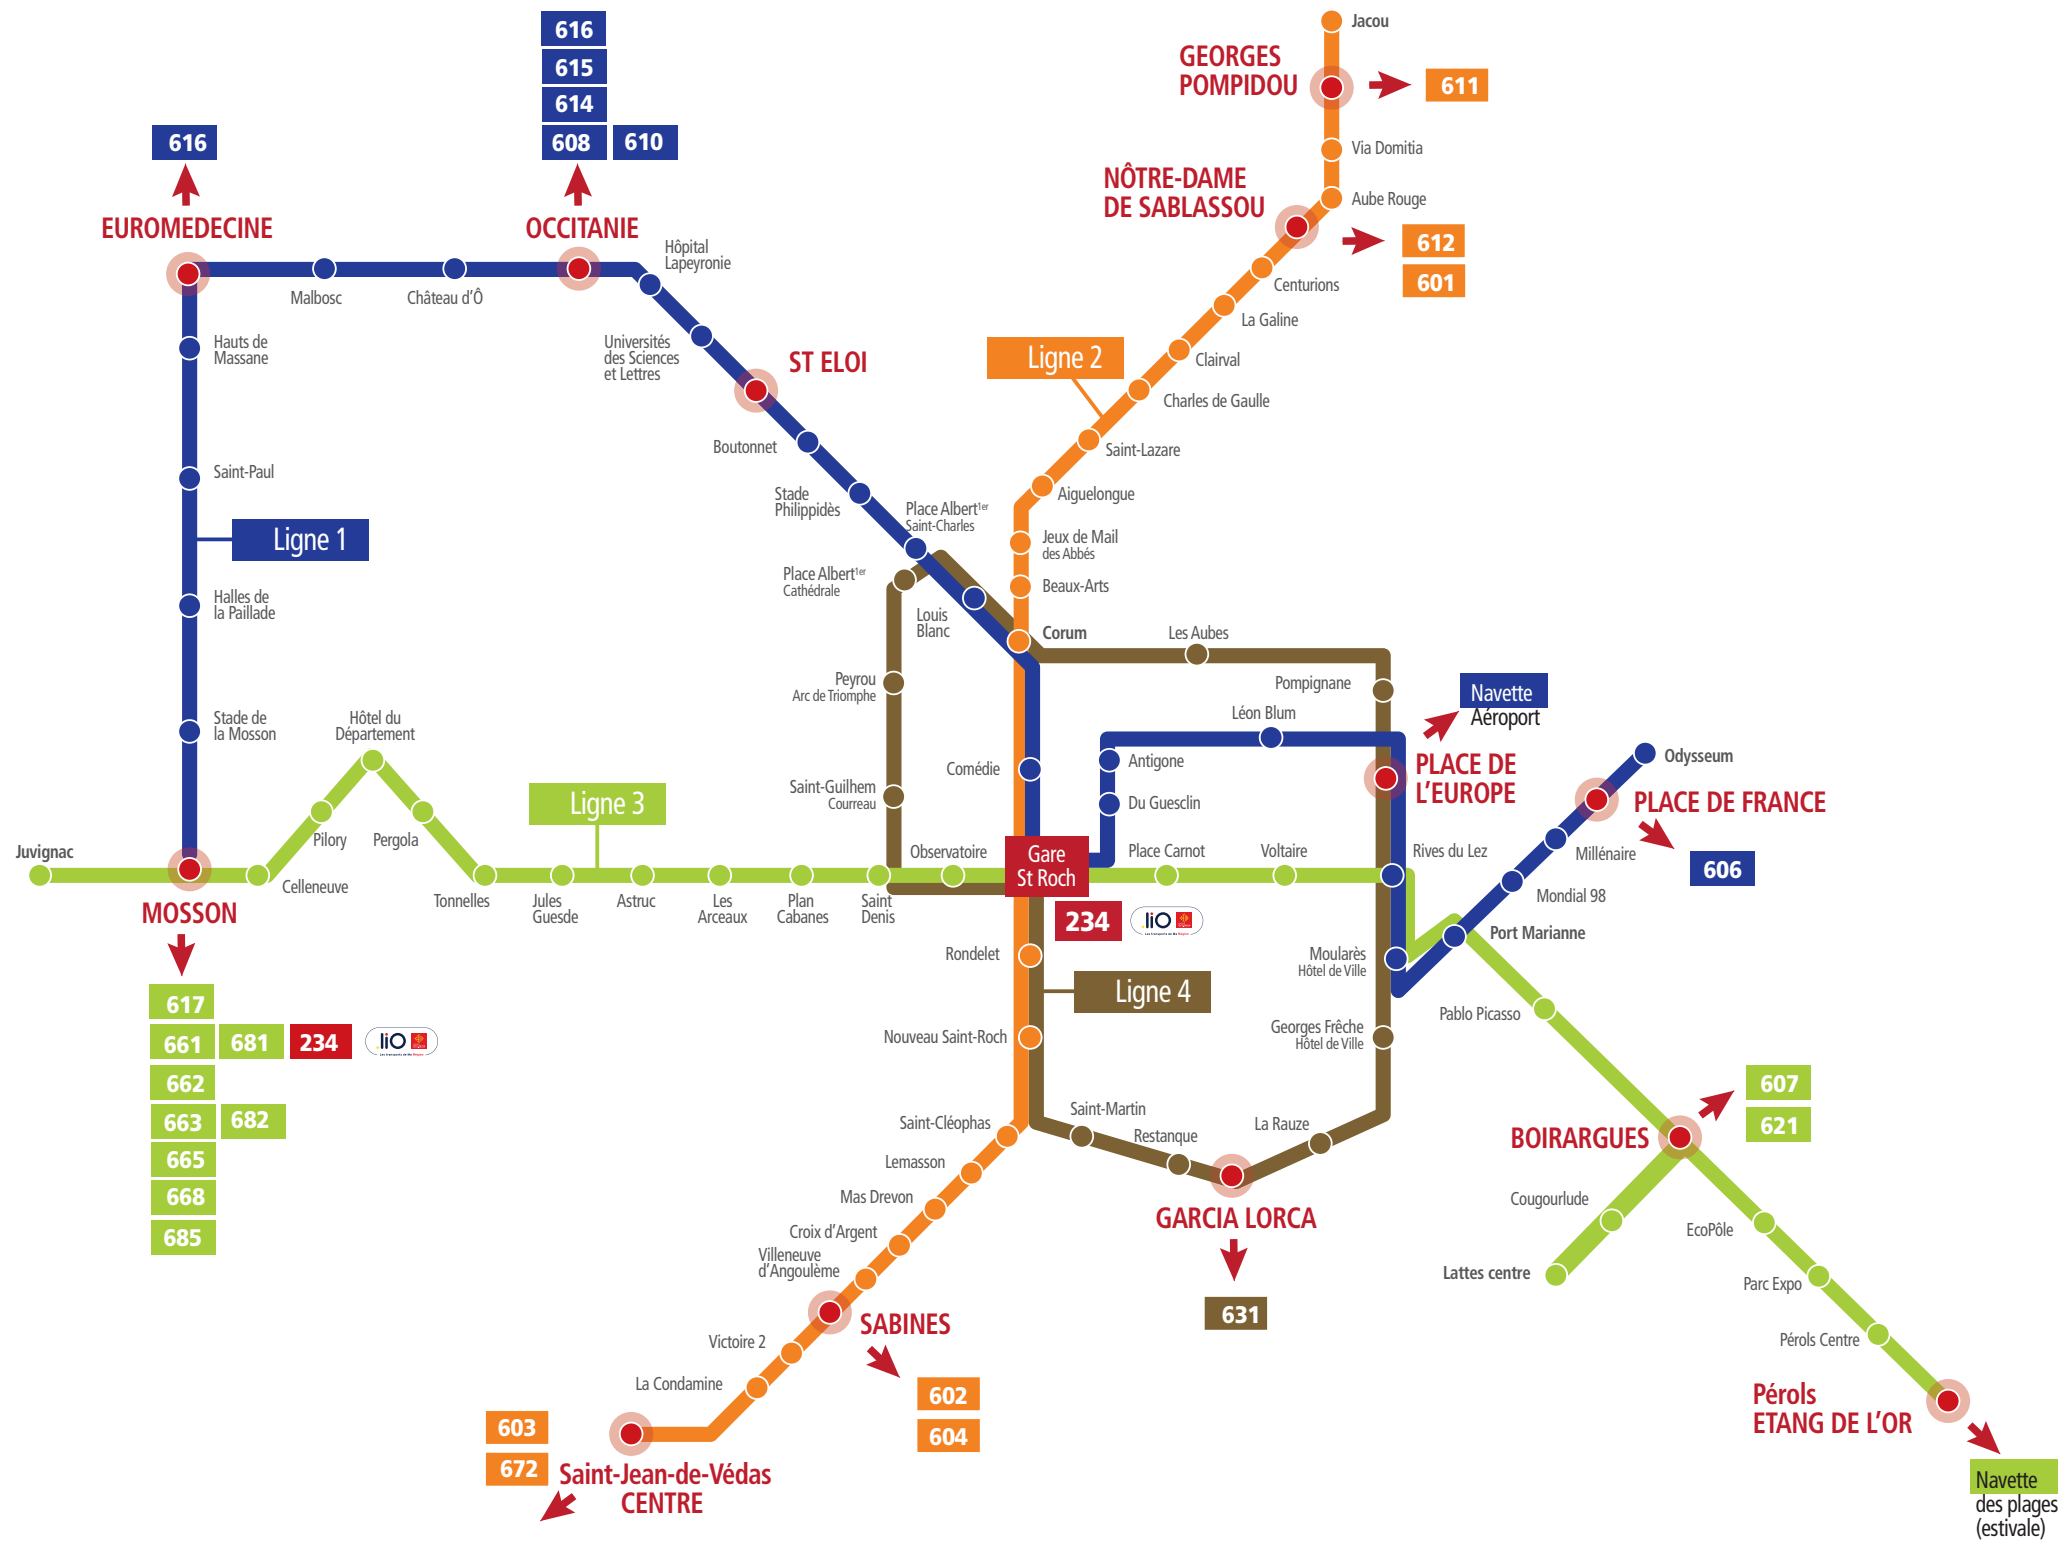 616
615
614
608 610
616
OCCITANIE
EUROMEDECINE
Malbosc
Château d'Ô
Hôpital
Lapeyronie
Universités
des Sciences
et Lettres
ST ELOI
Boutonnet
Stade
Philippidès
Place Albert 1er
Saint-Charles
Place Albert 1er
Cathédrale
Louis
Blanc
Hauts de
Massane
Saint-Paul
Ligne 1
Halles de
la Paillade
Stade de
la Mosson
Jacou
GEORGES
POMPIDOU
611
Via Domitia
Aube Rouge
NÔTRE-DAME
DE SABLASSOU
612
601
Centurions
La Galine
Clairval
Ligne 2
Charles de Gaulle
Saint-Lazare
Aiguelongue
Jeux de Mail
des Abbés
Beaux-Arts
Corum
Les Aubes
Pompignane
Léon Blum
Navette
Aéroport
PLACE DE
L'EUROPE
Odysseum
PLACE DE FRANCE
606
Millénaire
Mondial 98
Port Marianne
Peyrou
Arc de Triomphe
Saint-Guilhem
Courreau
Comédie
Antigone
Du Guesclin
Hôtel du
Département
Pilory
Pergola
Ligne 3
Juvignac
Celleneuve
MOSSON
Tonnelles
Jules
Guesde
Astruc
Les
Arceaux
Plan
Cabanes
Saint
Denis
Observatoire
Gare
St Roch
Place Carnot
Voltaire
Rives du Lez
234
liO
Les transports de Ma Région
617
661 681 234
liO
Les transports de Ma Région
662
663 682
665
668
685
Rondelet
Ligne 4
Nouveau Saint-Roch
Moularès
Hôtel de Ville
Georges Frêche
Hôtel de Ville
Pablo Picasso
607
621
BOIRARGUES
Cougourlude
Lattes centre
EcoPôle
Parc Expo
Pérols Centre
Pérols
ETANG DE L'OR
Navette
des plages
(estivale)
Saint-Martin
Restanque
La Rauze
GARCIA LORCA
631
Saint-Cléophas
Lemasson
Mas Drevon
Croix d'Argent
Villeneuve
d'Angoulème
SABINES
602
604
Victoire 2
La Condamine
603
672
Saint-Jean-de-Védas
CENTRE